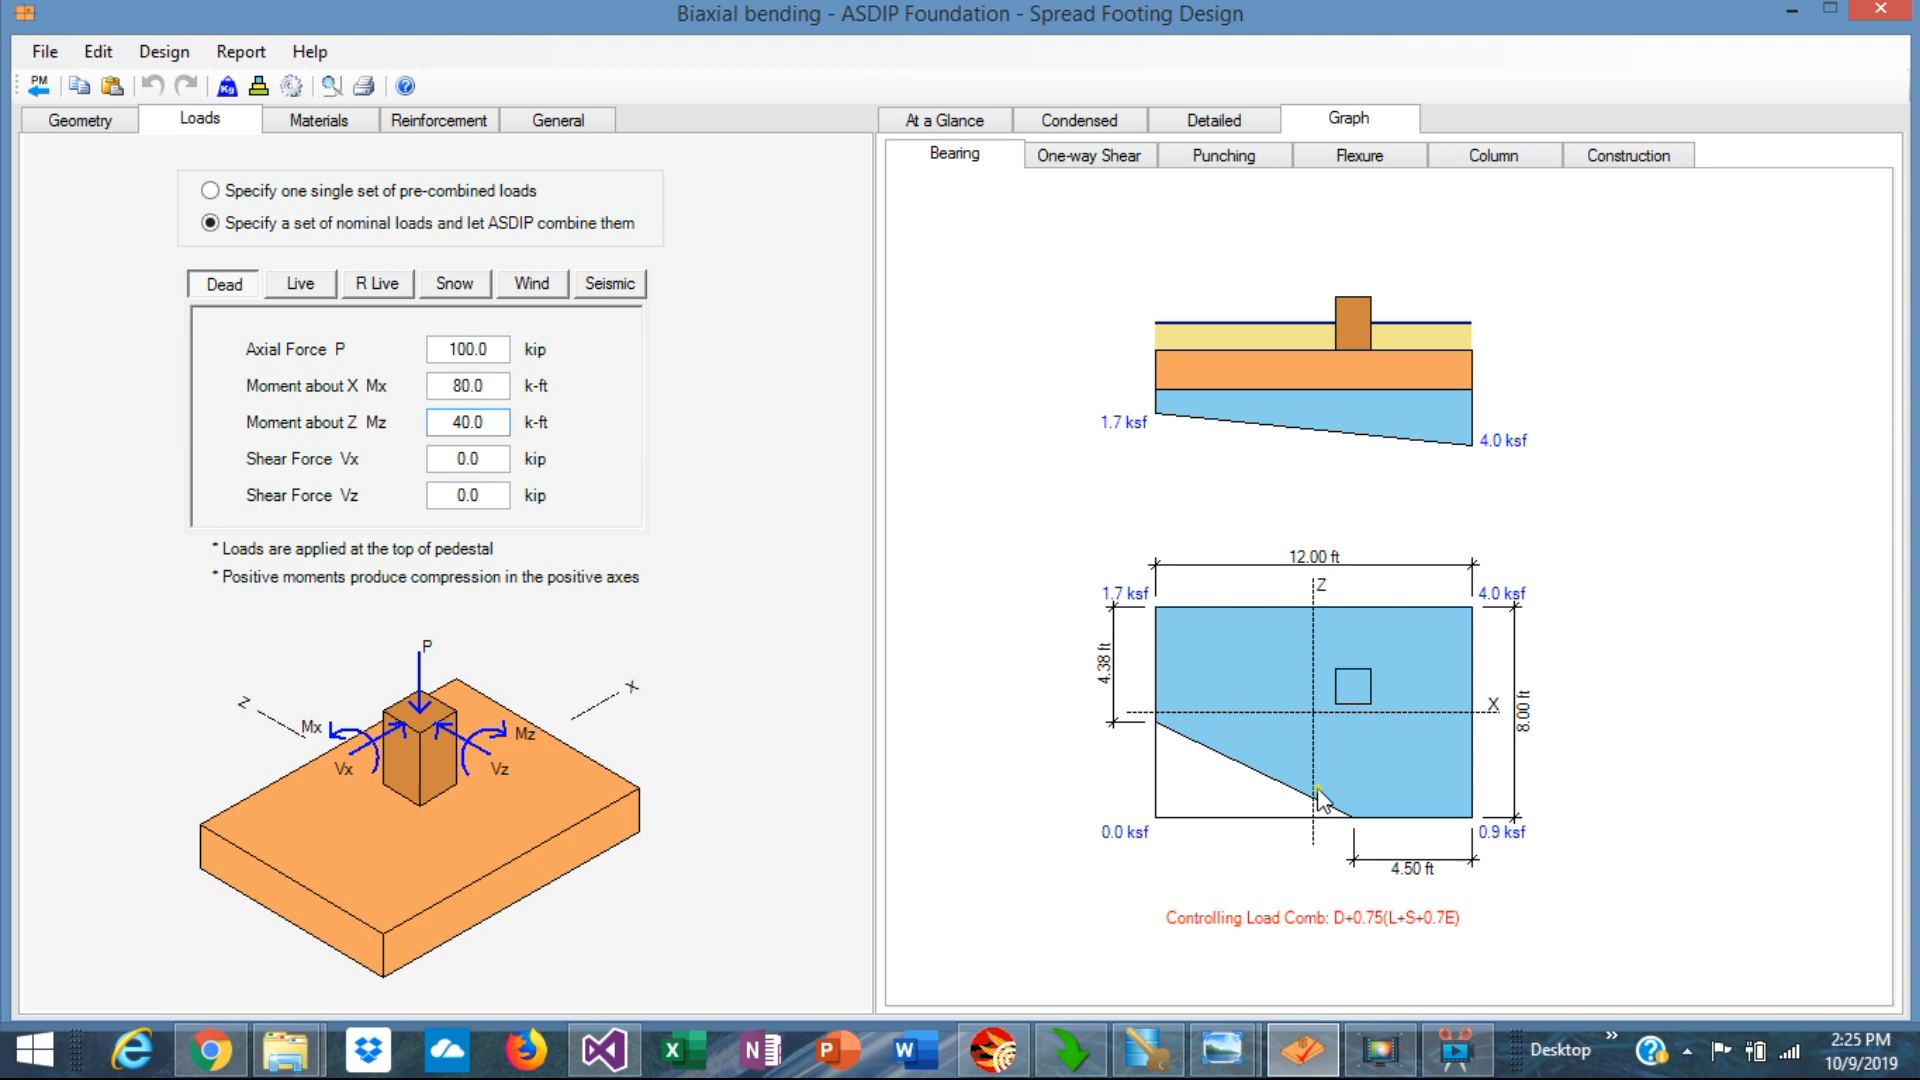 Biaxial bending - ASDIP Foundation - Spread Footing Design
File Edit Design Report Help
PM Kg
Geometry Loads Materials Reinforcement General
At a Glance Condensed Detailed Graph
Bearing One-way Shear Punching Flexure Column Construction
Specify one single set of pre-combined loads
Specify a set of nominal loads and let ASDIP combine them
Dead Live R Live Snow Wind Seismic
Axial Force P 100.0 kip
Moment about X Mx 80.0 k-ft
Moment about Z Mz 40.0 k-ft
Shear Force Vx 0.0 kip
Shear Force Vz 0.0 kip
* Loads are applied at the top of pedestal
* Positive moments produce compression in the positive axes
P
Z
X
Mx
Mz
Vx
Vz
1.7 ksf
4.0 ksf
12.00 ft
Z
1.7 ksf
4.0 ksf
4.38 ft
X
8.00 ft
0.0 ksf
0.9 ksf
4.50 ft
Controlling Load Comb: D+0.75(L+S+0.7E)
Desktop
2:25 PM
10/9/2019